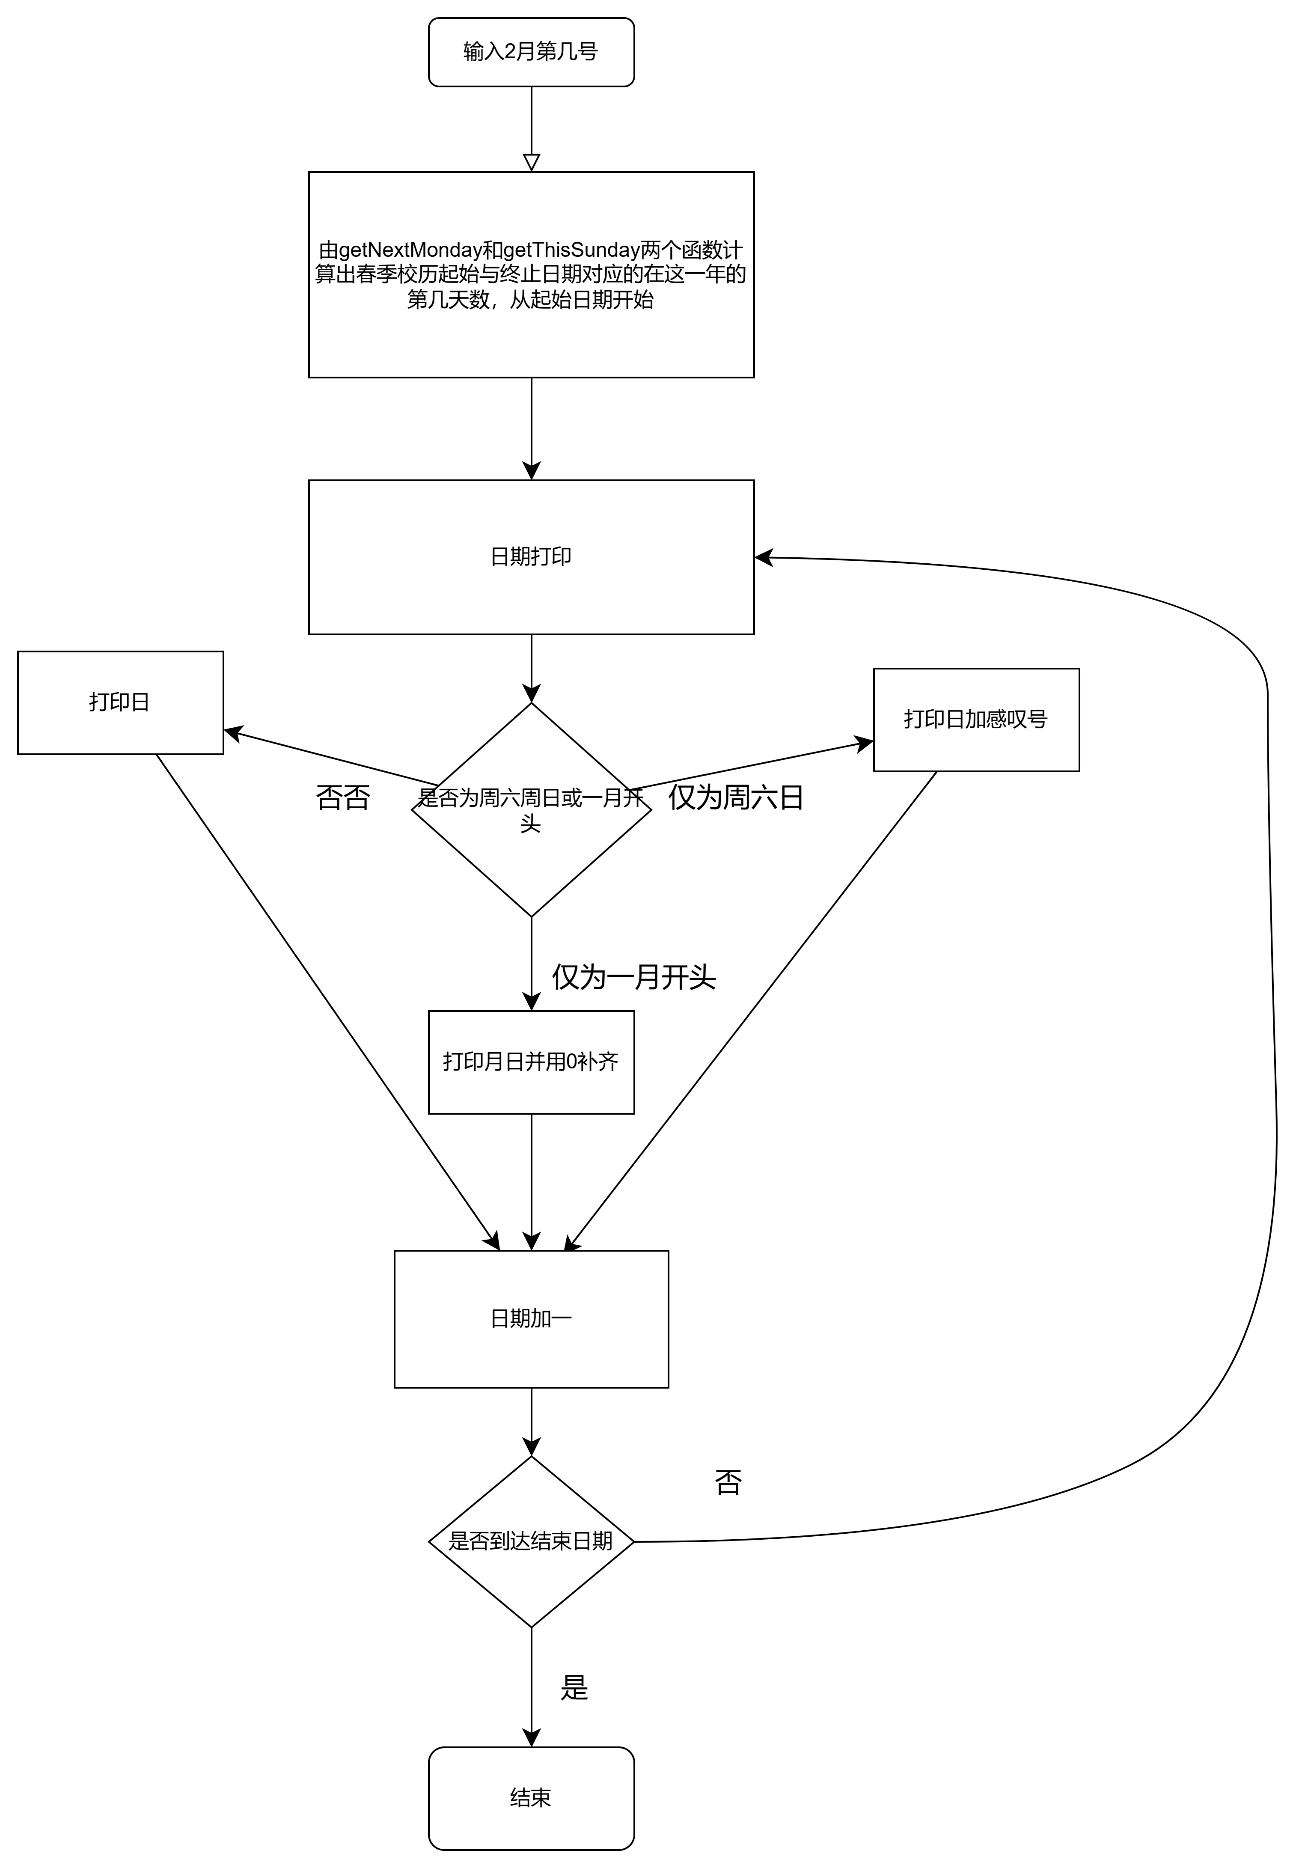 输入2月第几号
由getNextMonday和getThisSunday两个函数计
算出春季校历起始与终止日期对应的在这一年的
第几天数，从起始日期开始
日期打印
打印日
打印日加感叹号
否否
是否为周六周日或一月开
头
仅为周六日
仅为一月开头
打印月日并用0补齐
日期加一
否
是否到达结束日期
是
结束